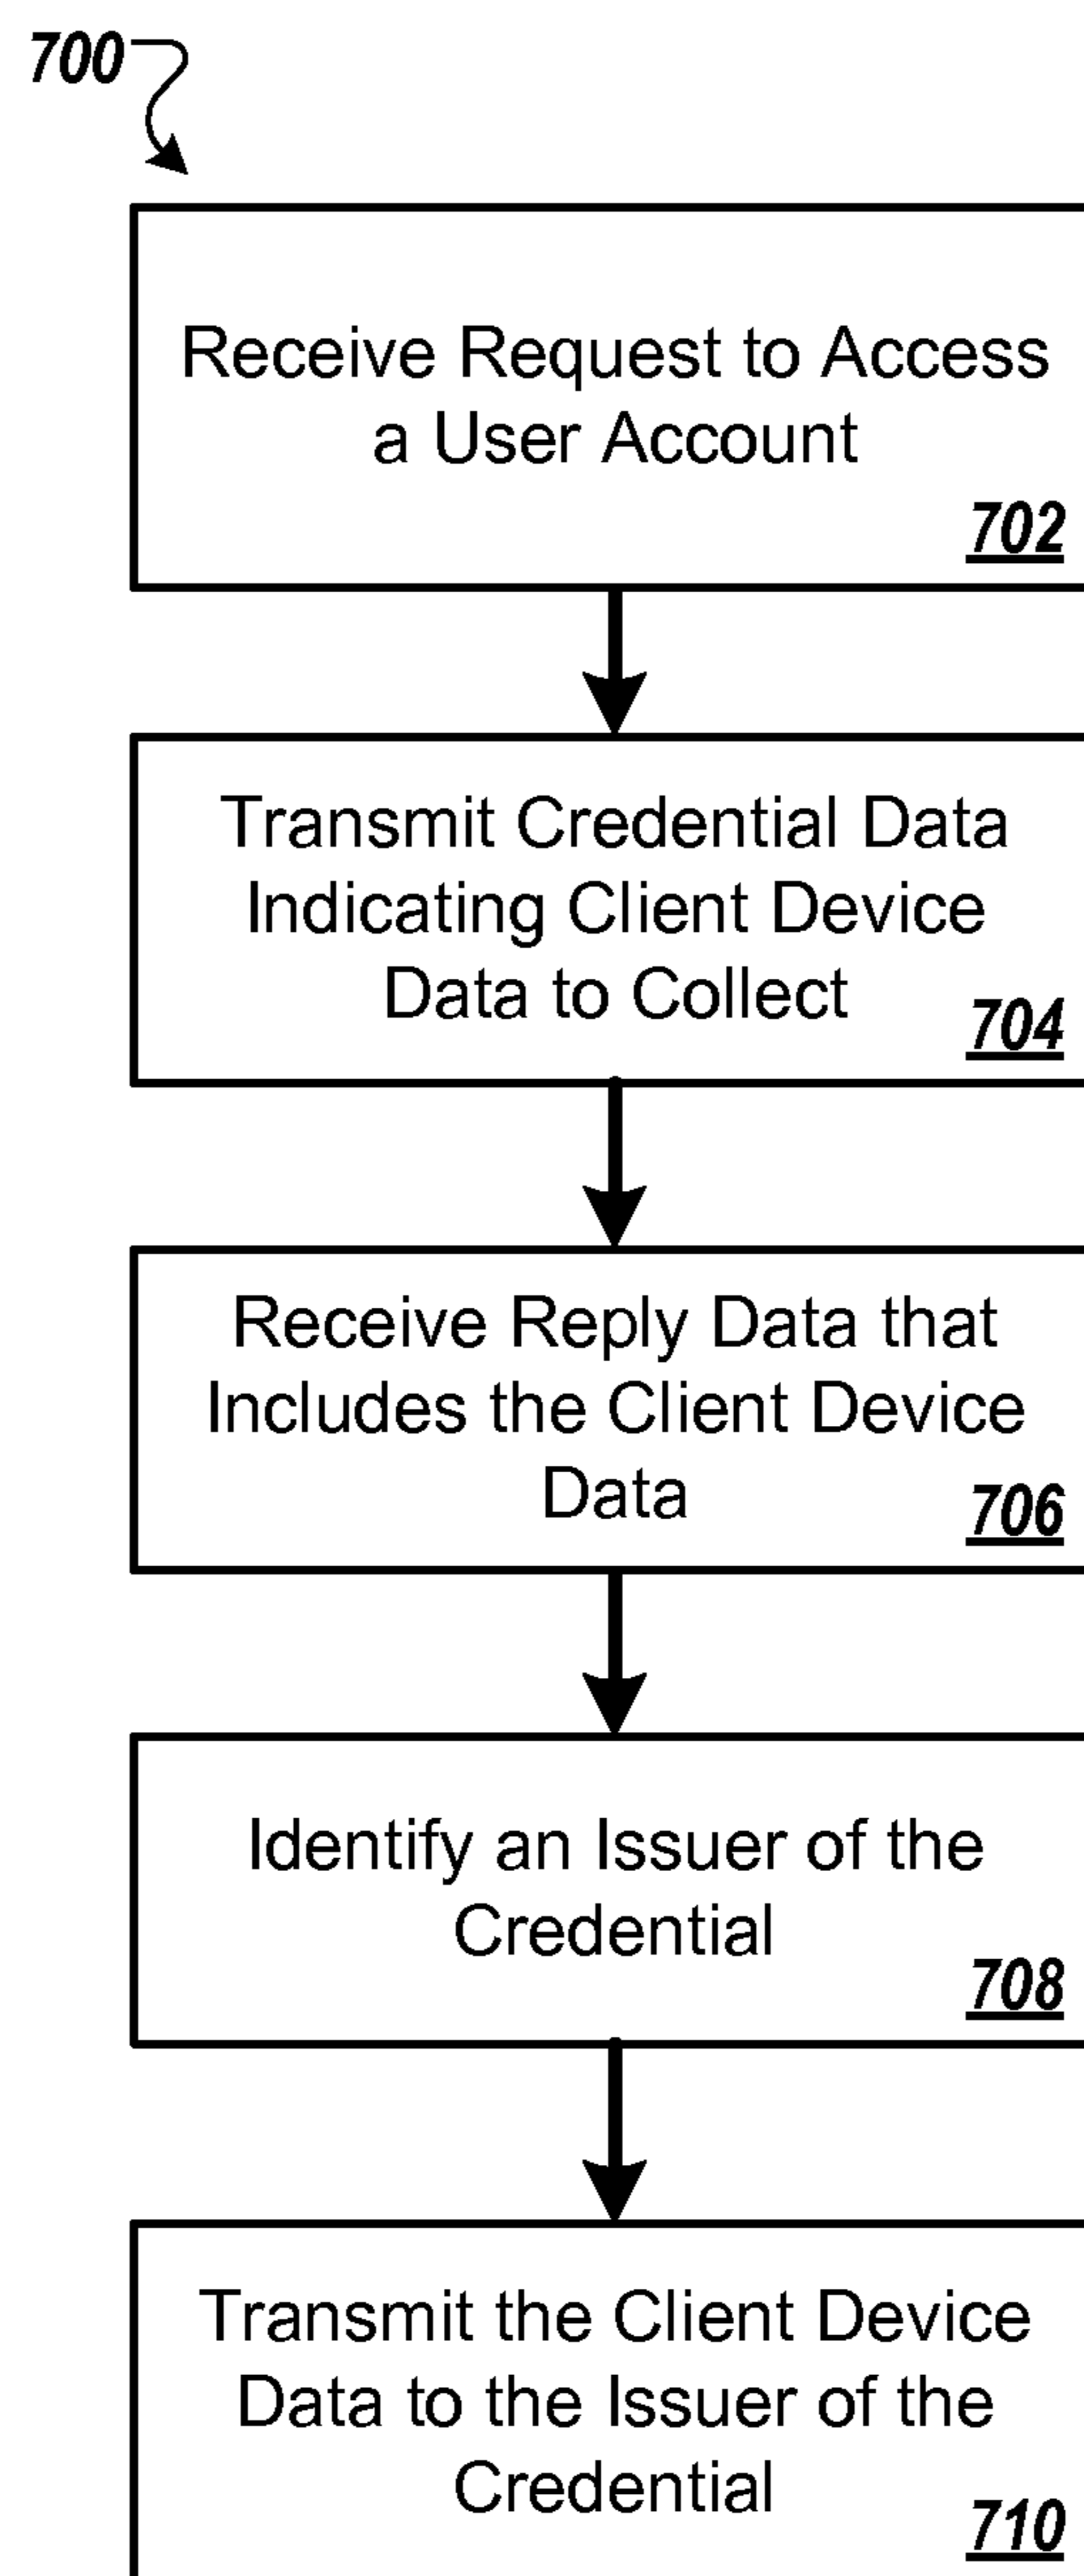 700
Receive Request to Access
a User Account
702
Transmit Credential Data
Indicating Client Device
Data to Collect
704
Receive Reply Data that
Includes the Client Device
Data
706
Identify an Issuer of the
Credential
708
Transmit the Client Device
Data to the Issuer of the
Credential
710